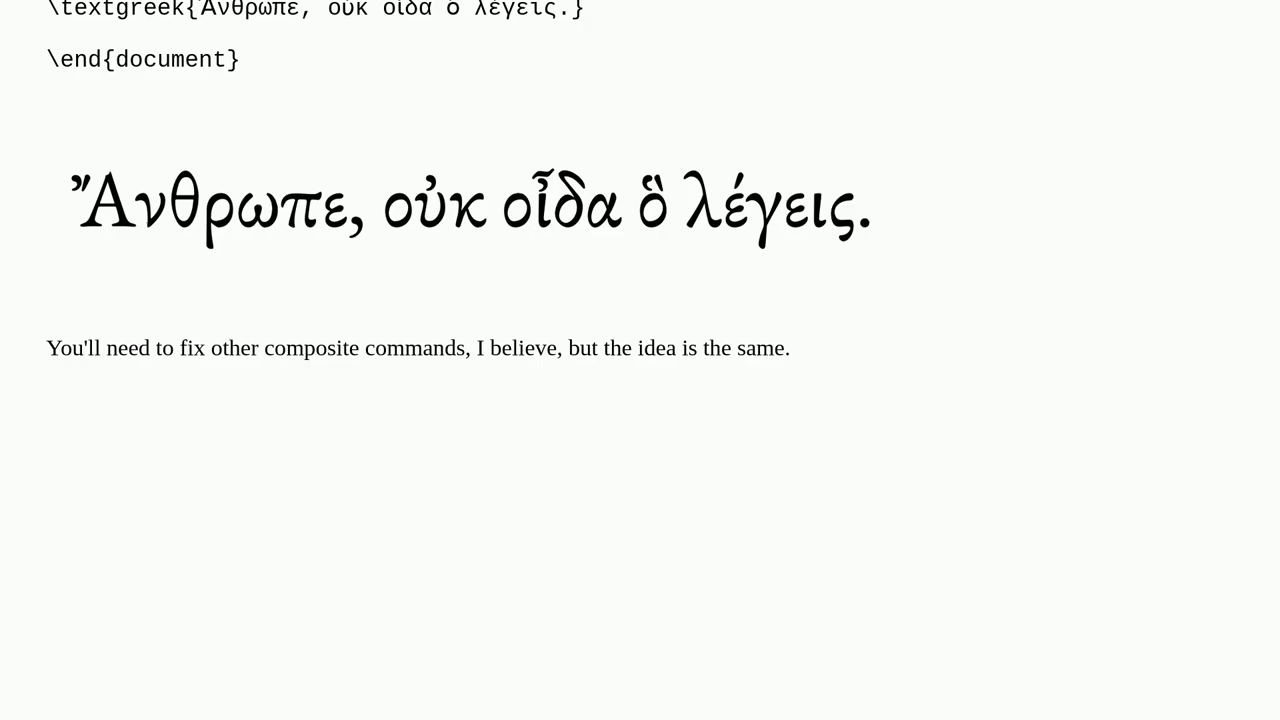 \textgreek{Ἄνθρωπε, οὐκ οἶδα ὃ λέγεις.}
\end{document}
Ἄνθρωπε, οὐκ οἶδα ὃ λέγεις.
You'll need to fix other composite commands, I believe, but the idea is the same.